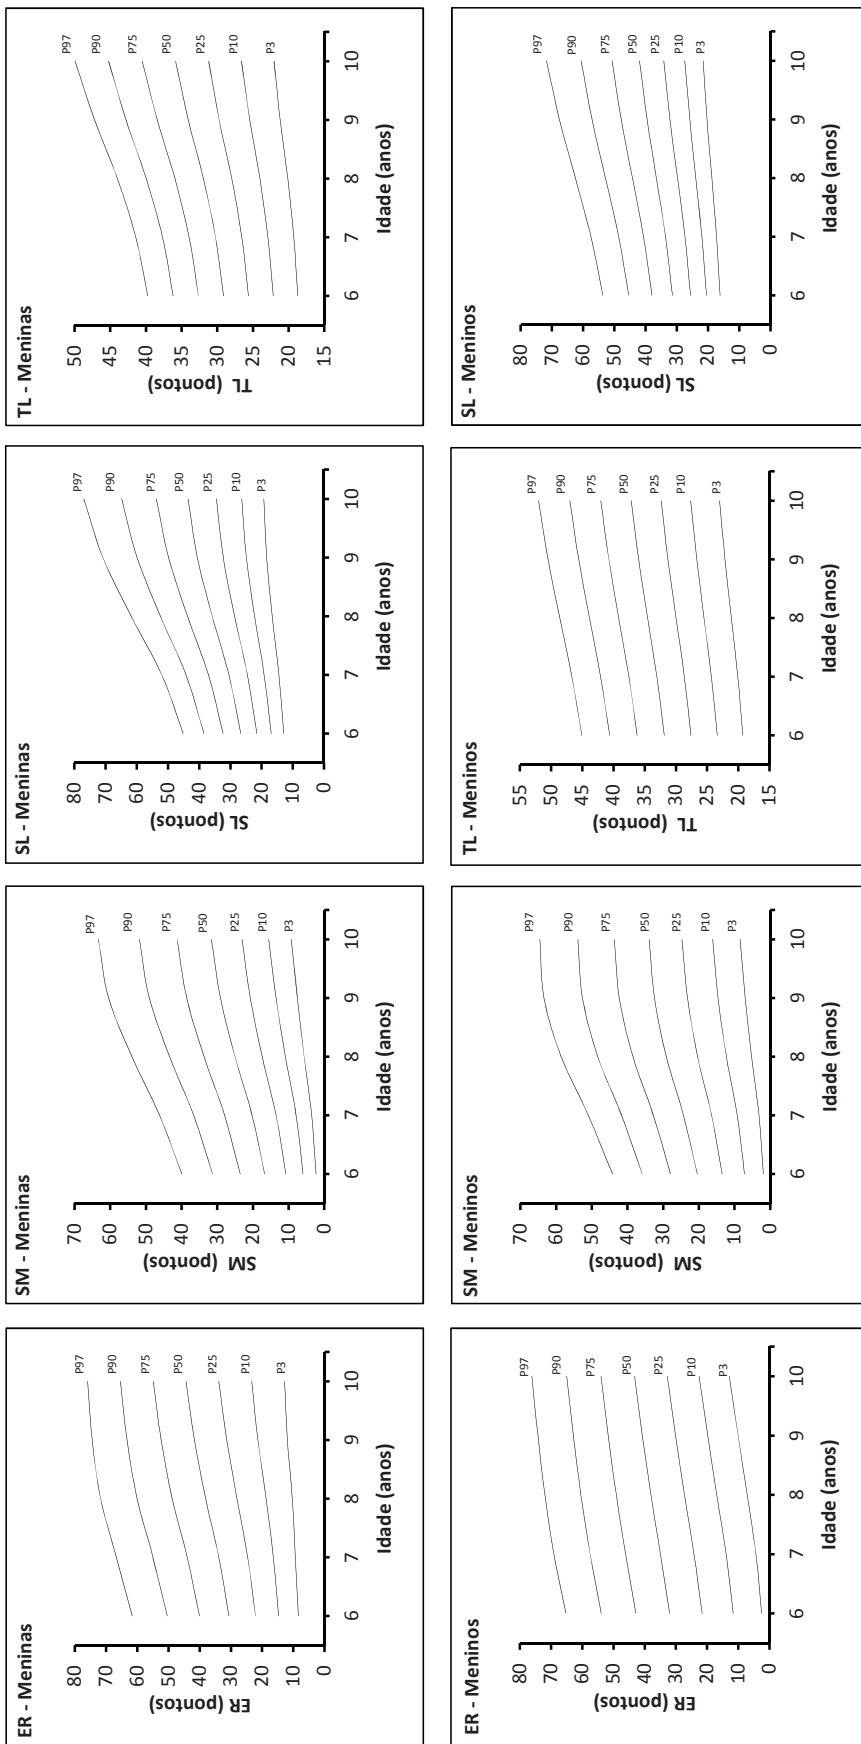 ER - Meninas
ER (pontos)
80
70
60
50
40
30
20
10
0
P97
P90
P75
P50
P25
P10
P3
6 7 8 9 10
Idade (anos)
SM - Meninas
SM (pontos)
70
60
50
40
30
20
10
0
P97
P90
P75
P50
P25
P10
P3
6 7 8 9 10
Idade (anos)
SL - Meninas
SL (pontos)
80
70
60
50
40
30
20
10
0
P97
P90
P75
P50
P25
P10
P3
6 7 8 9 10
Idade (anos)
TL - Meninas
TL (pontos)
50
45
40
35
30
25
20
15
P97
P90
P75
P50
P25
P10
P3
6 7 8 9 10
Idade (anos)
ER - Meninos
ER (pontos)
80
70
60
50
40
30
20
10
0
P97
P90
P75
P50
P25
P10
P3
6 7 8 9 10
Idade (anos)
SM - Meninos
SM (pontos)
70
60
50
40
30
20
10
0
P97
P90
P75
P50
P25
P10
P3
6 7 8 9 10
Idade (anos)
TL - Meninos
TL (pontos)
55
50
45
40
35
30
25
20
15
P97
P90
P75
P50
P25
P10
P3
6 7 8 9 10
Idade (anos)
SL - Meninos
SL (pontos)
80
70
60
50
40
30
20
10
0
P97
P90
P75
P50
P25
P10
P3
6 7 8 9 10
Idade (anos)